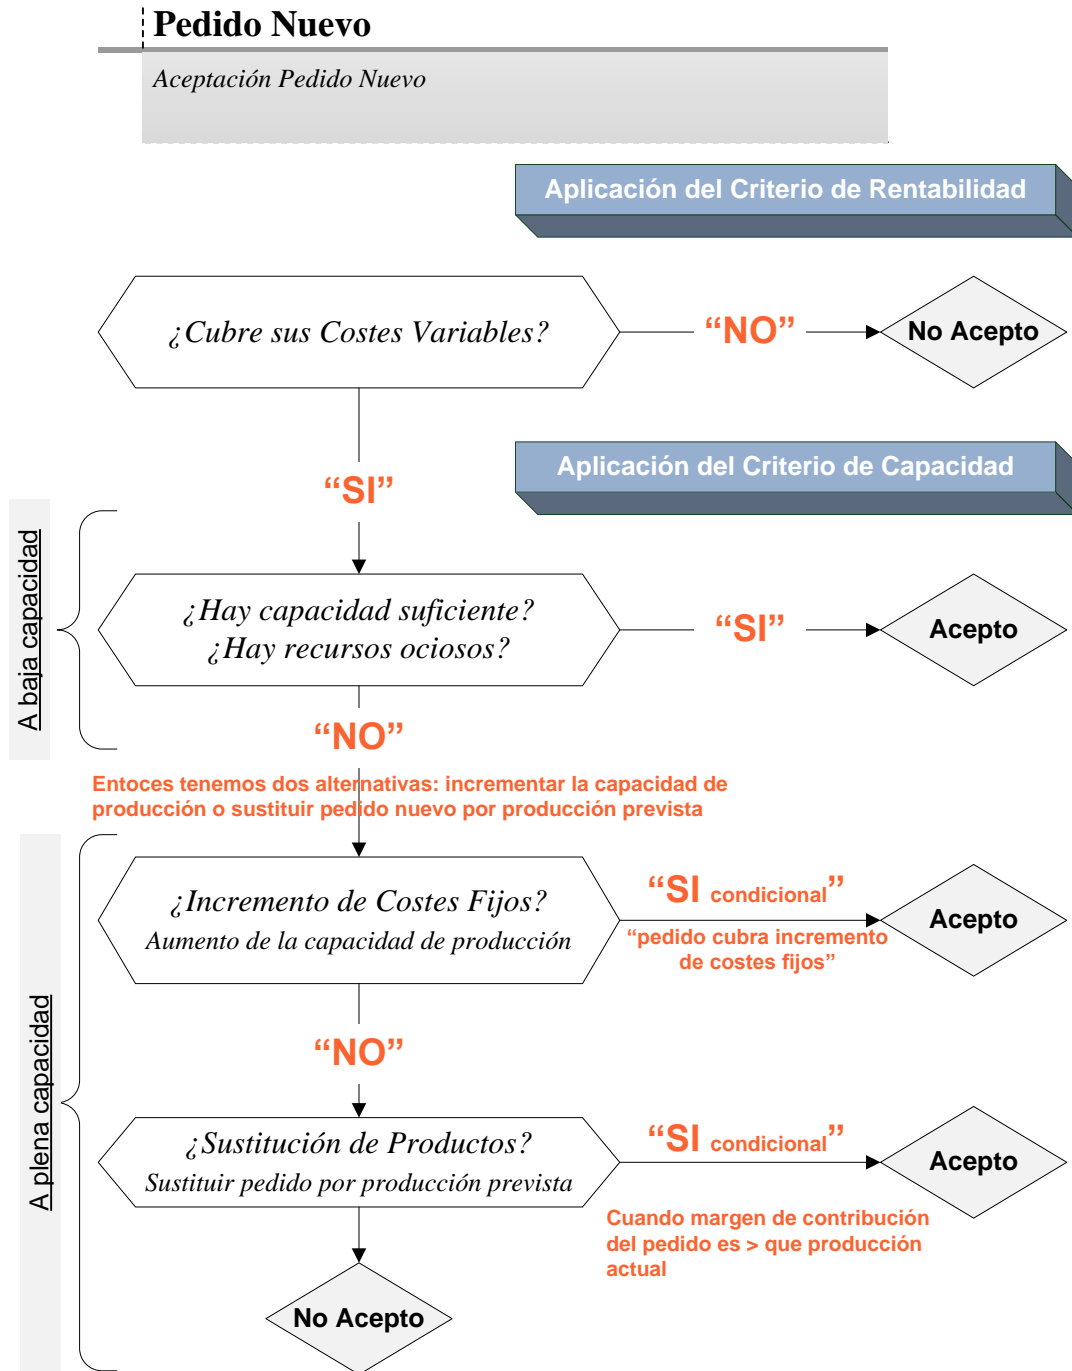 Pedido Nuevo
Aceptación Pedido Nuevo
Aplicación del Criterio de Rentabilidad
¿Cubre sus Costes Variables?
“NO”
No Acepto
“SI”
Aplicación del Criterio de Capacidad
A baja capacidad
¿Hay capacidad suficiente?
¿Hay recursos ociosos?
“SI”
Acepto
“NO”
Entoces tenemos dos alternativas: incrementar la capacidad de
producción o sustituir pedido nuevo por producción prevista
A plena capacidad
¿Incremento de Costes Fijos?
Aumento de la capacidad de producción
“SI condicional”
“pedido cubra incremento
de costes fijos”
Acepto
“NO”
¿Sustitución de Productos?
Sustituir pedido por producción prevista
“SI condicional”
Acepto
Cuando margen de contribución
del pedido es > que producción
actual
No Acepto